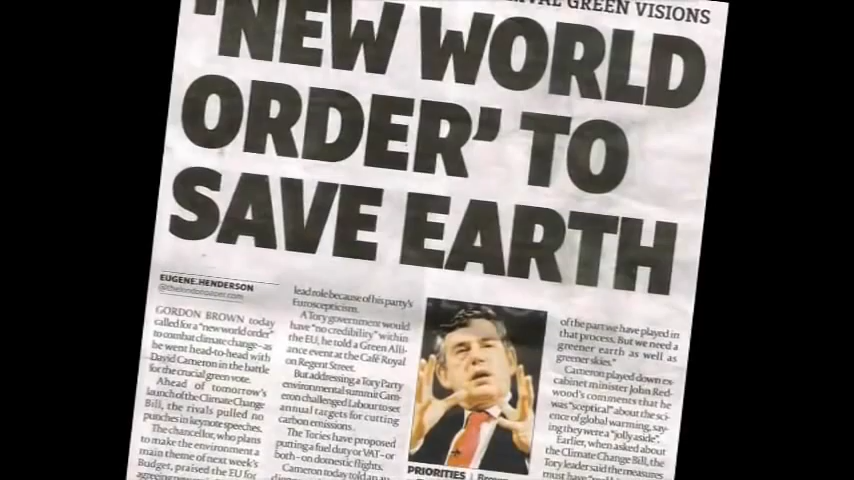 GREEN VISIONS
'NEW WORLD
ORDER' TO
SAVE EARTH
EUGENE HENDERSON
@thelondonpaper.com
GORDON BROWN today
called for a "new world order"
to combat climate change – as
he went head-to-head with
David Cameron in the battle
for the crucial green vote.
Ahead of tomorrow's
launch of the Climate Change
Bill, the rivals pulled no
punches in keynote speeches.
The chancellor, who plans
to make the environment a
main theme of next week's
Budget, praised the EU for
lead role because of his party's
Euroscepticism.
A Tory government would
have "no credibility" within
the EU, he told a Green Alli-
ance event at the Café Royal
on Regent Street.
But addressing a Tory Party
environmental summit Cam-
eron challenged Labour to set
annual targets for cutting
carbon emissions.
The Tories have proposed
putting a fuel duty or VAT – or
both – on domestic flights.
Cameron today told an
PRIORITIES
of the part we have played in
that process. But we need a
greener earth as well as
greener skies."
Cameron played down ex-
cabinet minister John Red-
wood's comments that he
was "sceptical" about the sci-
ence of global warming, say-
ing they were a "jolly aside".
Earlier, when asked about
the Climate Change Bill, the
Tory leader said the measures
must have